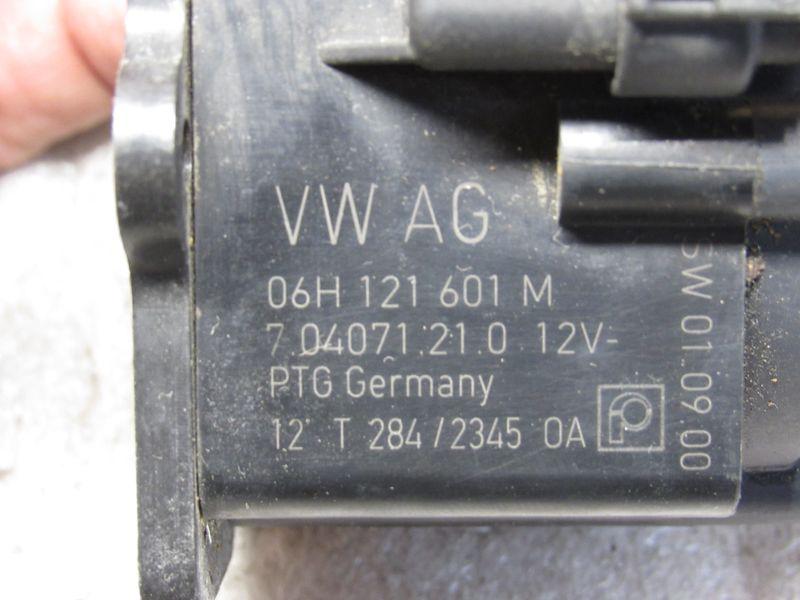 VW AG
06H 121 601 M
7.04071.21.0 12V-
PTG Germany
12 T 284/2345 0A
SW 01.09.00